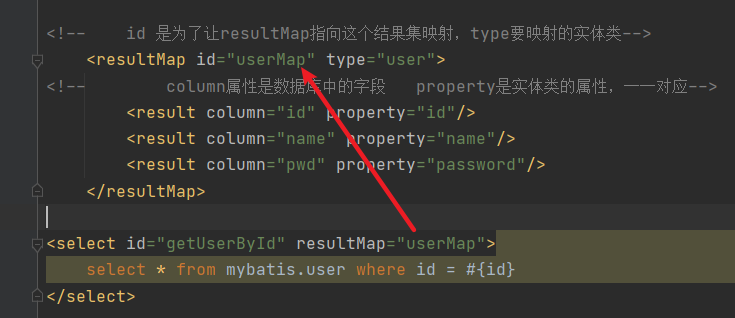 <!--    id 是为了让resultMap指向这个结果集映射，type要映射的实体类-->
    <resultMap id="userMap" type="user">
<!--        column属性是数据库中的字段   property是实体类的属性，一一对应-->
        <result column="id" property="id"/>
        <result column="name" property="name"/>
        <result column="pwd" property="password"/>
    </resultMap>
<select id="getUserById" resultMap="userMap">
    select * from mybatis.user where id = #{id}
</select>